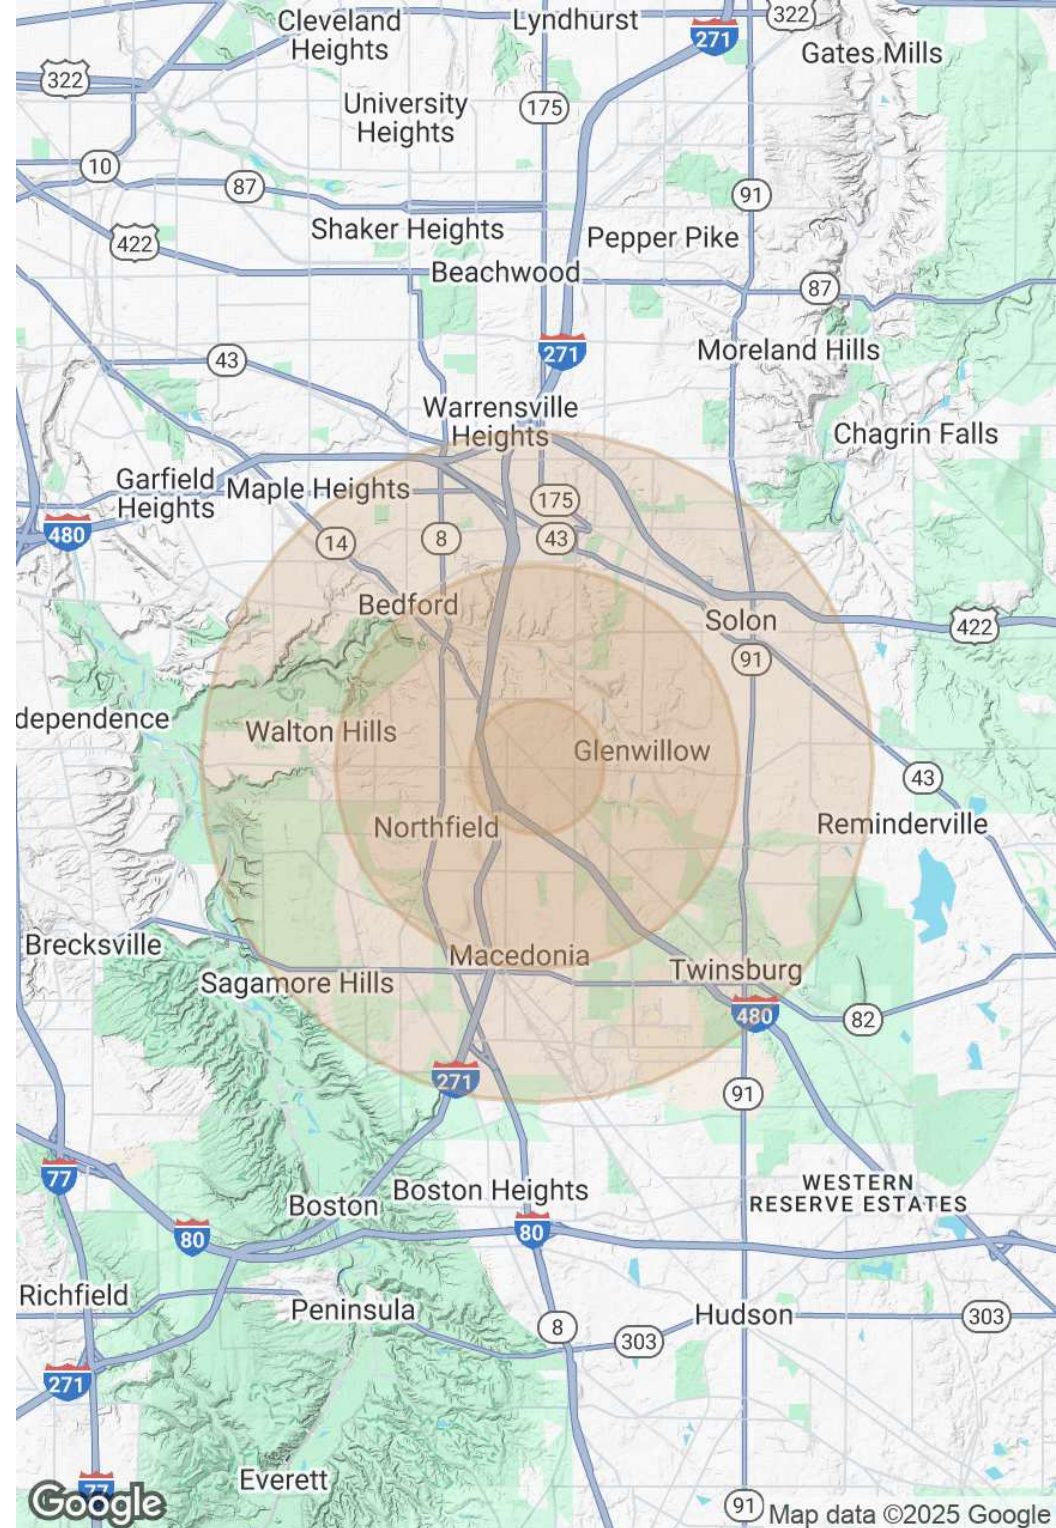 Cleveland
Heights
Lyndhurst
322
271
Gates Mills
322
University
Heights
175
10
87
91
Shaker Heights
Pepper Pike
422
Beachwood
87
271
Moreland Hills
43
Warrensville
Heights
Chagrin Falls
Garfield
Heights
Maple Heights
175
480
14
8
43
Bedford
Solon
422
91
dependence
Walton Hills
Glenwillow
43
Northfield
Reminderville
Brecksville
Macedonia
Twinsburg
Sagamore Hills
480
82
271
91
77
Boston Heights
WESTERN
RESERVE ESTATES
Boston
80
80
Richfield
Peninsula
Hudson
303
8
303
271
Everett
77
Google
91
Map data ©2025 Google